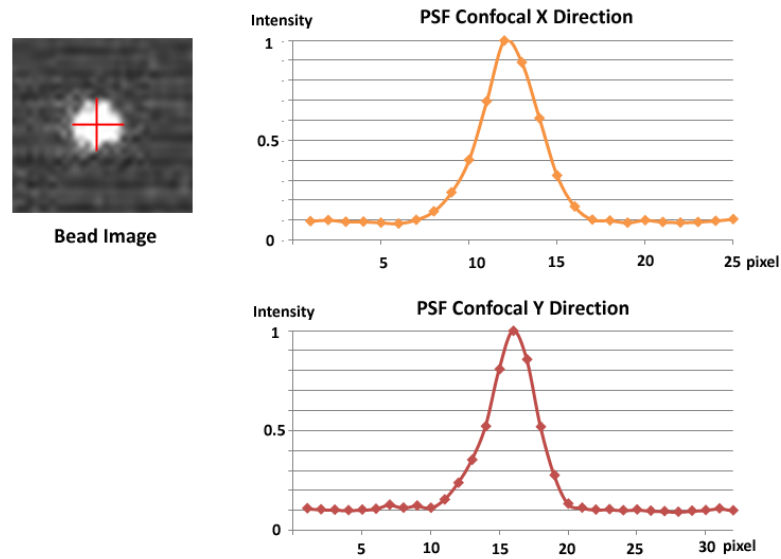 Bead Image
PSF Confocal X Direction
Intensity
1
0.5
0
5 10 15 20 25 pixel
PSF Confocal Y Direction
Intensity
1
0.5
0
5 10 15 20 25 30 pixel